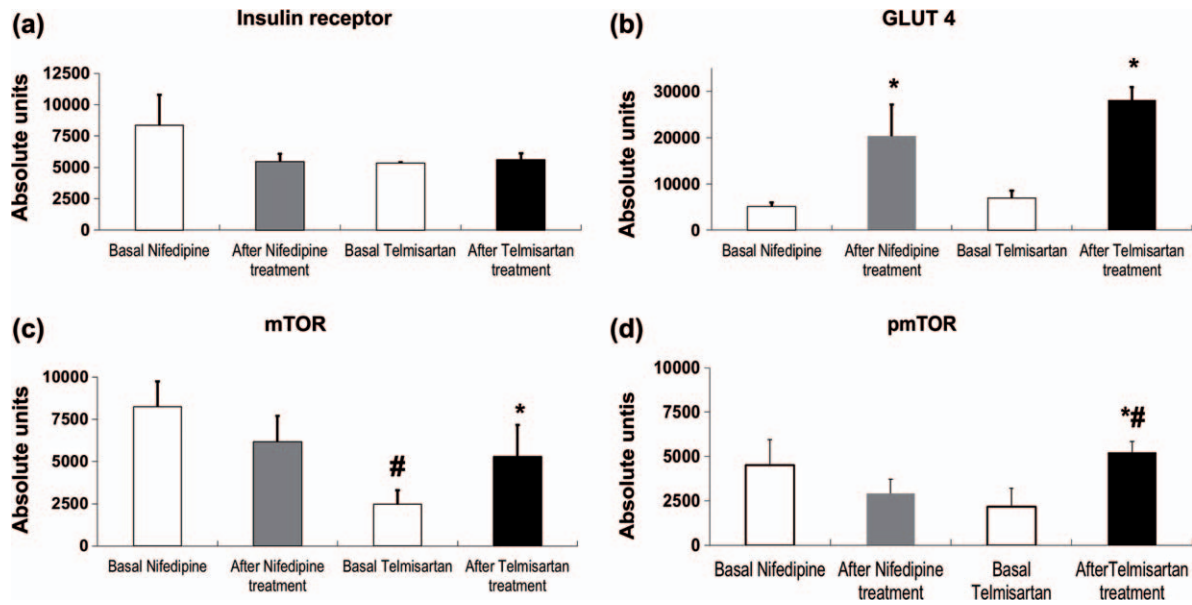 (a) Insulin receptor
Absolute units
12500
10000
7500
5000
2500
0
Basal Nifedipine After Nifedipine Basal Telmisartan After Telmisartan
treatment treatment
(b) GLUT 4
Absolute units
30000
20000
10000
0
* *
Basal Nifedipine After Nifedipine Basal Telmisartan After Telmisartan
treatment treatment
(c) mTOR
Absolute units
10000
7500
5000
2500
0
# *
Basal Nifedipine After Nifedipine Basal Telmisartan After Telmisartan
treatment treatment
(d) pmTOR
Absolute untis
10000
7500
5000
2500
0
*#
Basal Nifedipine After Nifedipine Basal AfterTelmisartan
treatment Telmisartan treatment